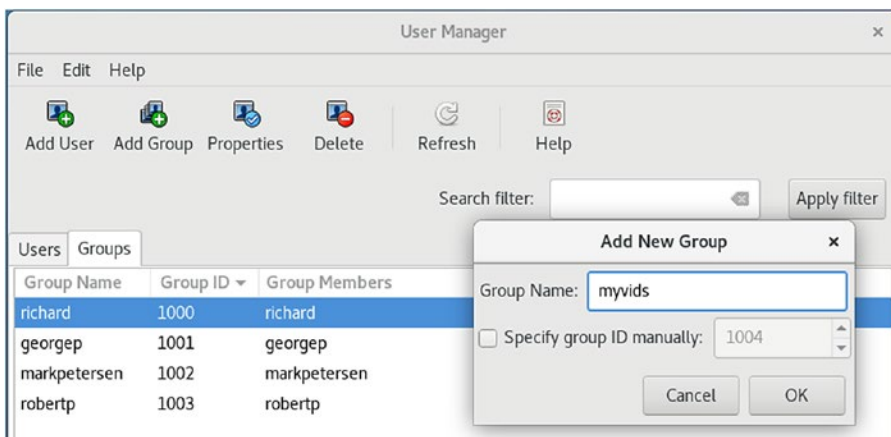 User Manager
File Edit Help
Add User Add Group Properties Delete Refresh Help
Search filter: Apply filter
Users Groups
Group Name Group ID Group Members
richard 1000 richard
georgep 1001 georgep
markpetersen 1002 markpetersen
robertp 1003 robertp
Add New Group
Group Name: myvids
Specify group ID manually: 1004
Cancel OK